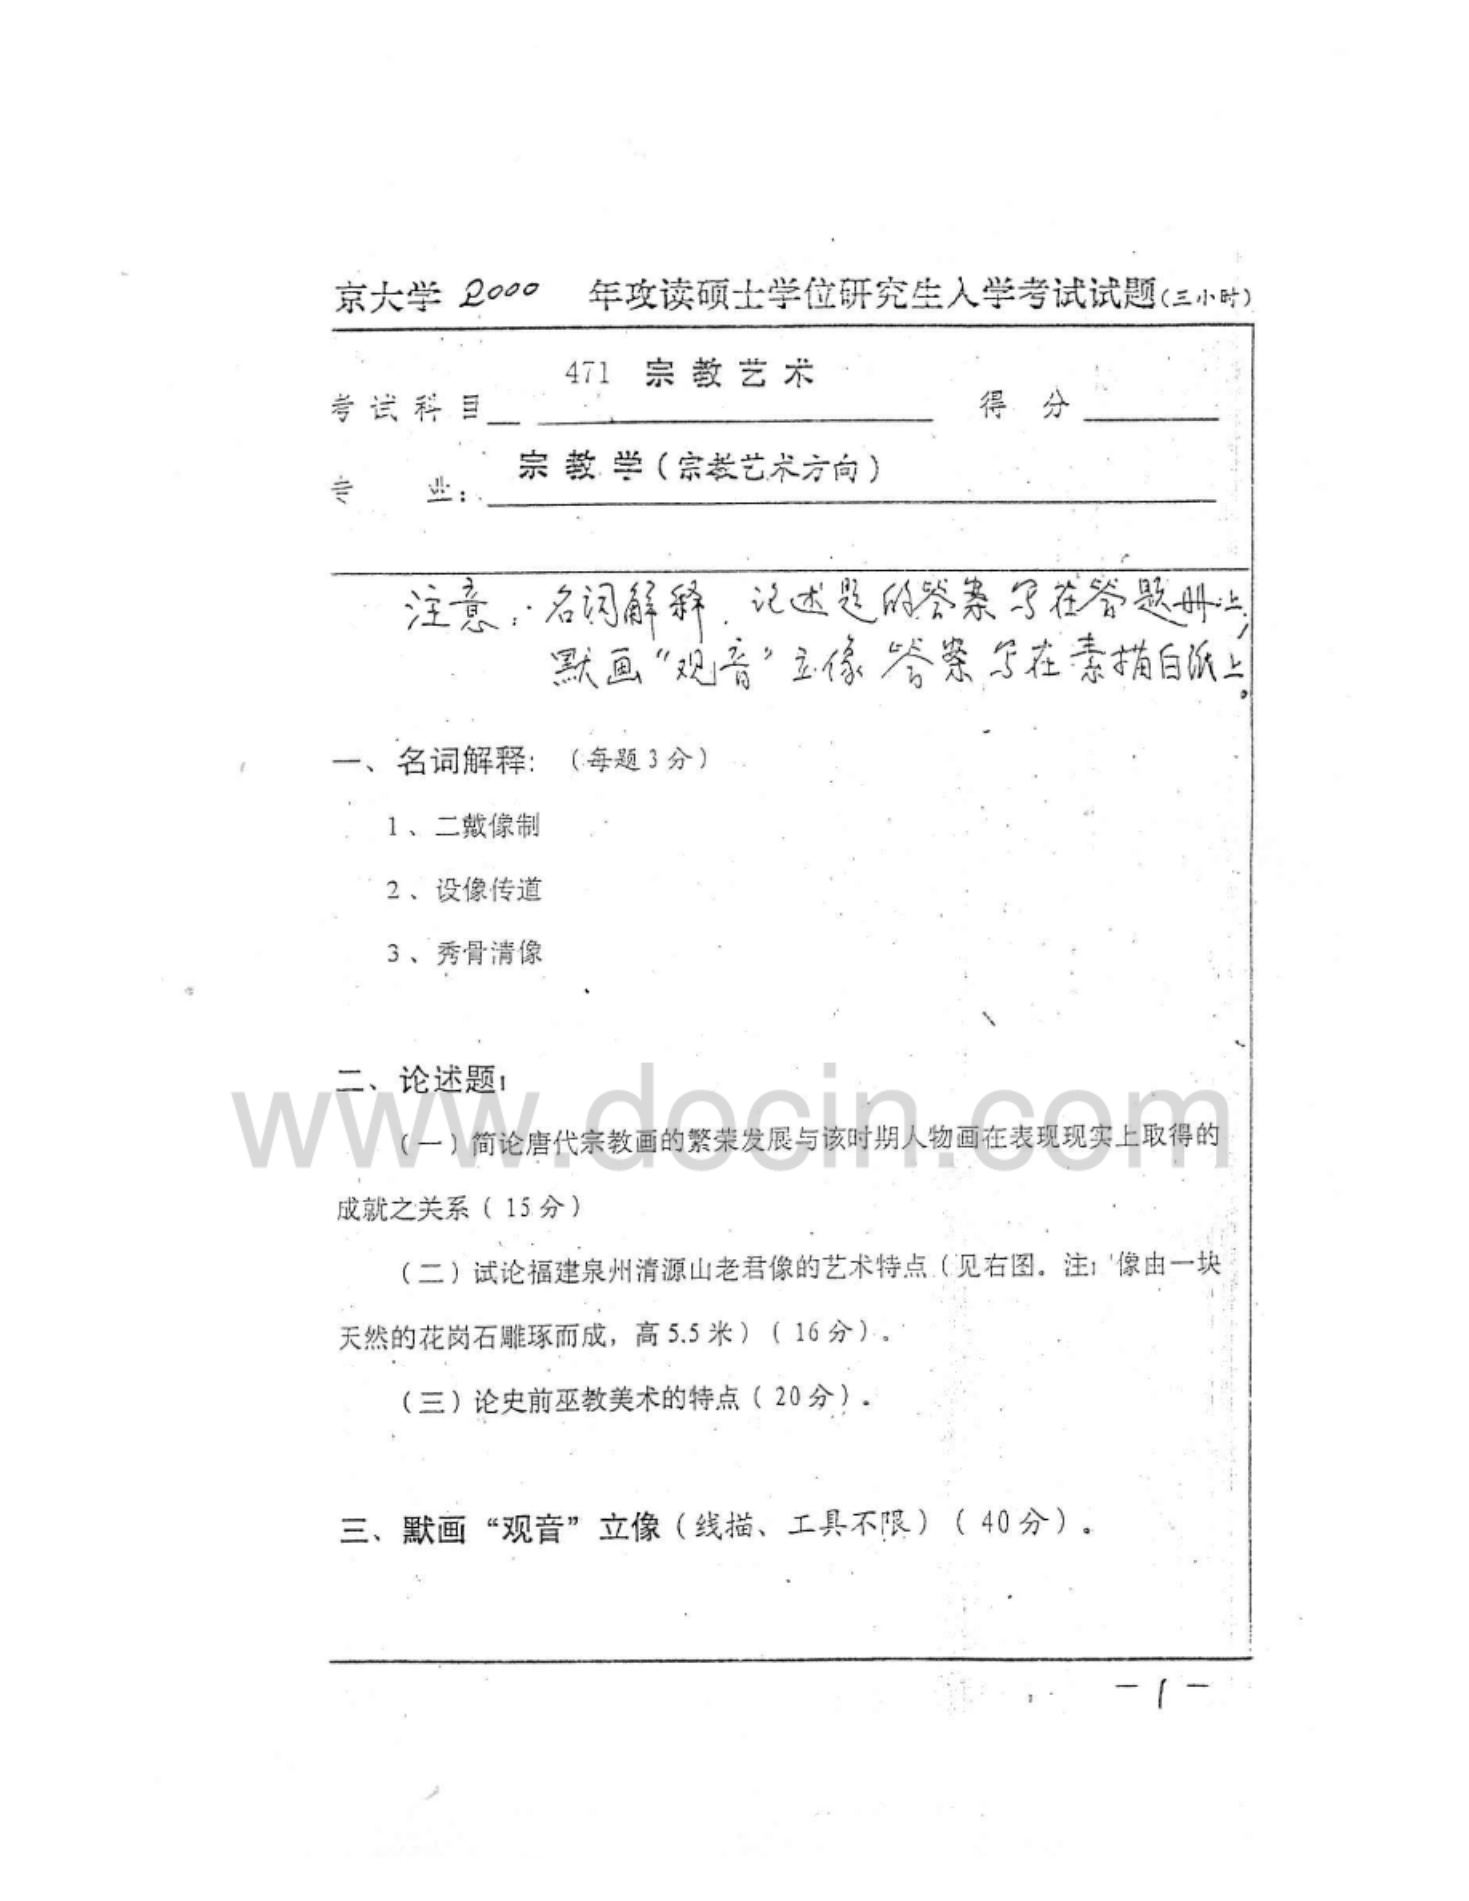 京大学 2000 年攻读硕士学位研究生入学考试试题(三小时)
471 宗教艺术
考试科目 得 分
宗教学(宗教艺术方向)
专 业:
注意:名词解释、论述题的答案写在答题册上,
默画“观音”立像答案写在素描白纸上。
一、名词解释:(每题3分)
1、二戴像制
2、设像传道
3、秀骨清像
二、论述题:
www.docin.com
(一)简论唐代宗教画的繁荣发展与该时期人物画在表现现实上取得的
成就之关系(15分)
(二)试论福建泉州清源山老君像的艺术特点(见右图。注:像由一块
天然的花岗石雕琢而成,高5.5米)(16分)。
(三)论史前巫教美术的特点(20分)。
三、默画“观音”立像(线描、工具不限)(40分)。
-1-